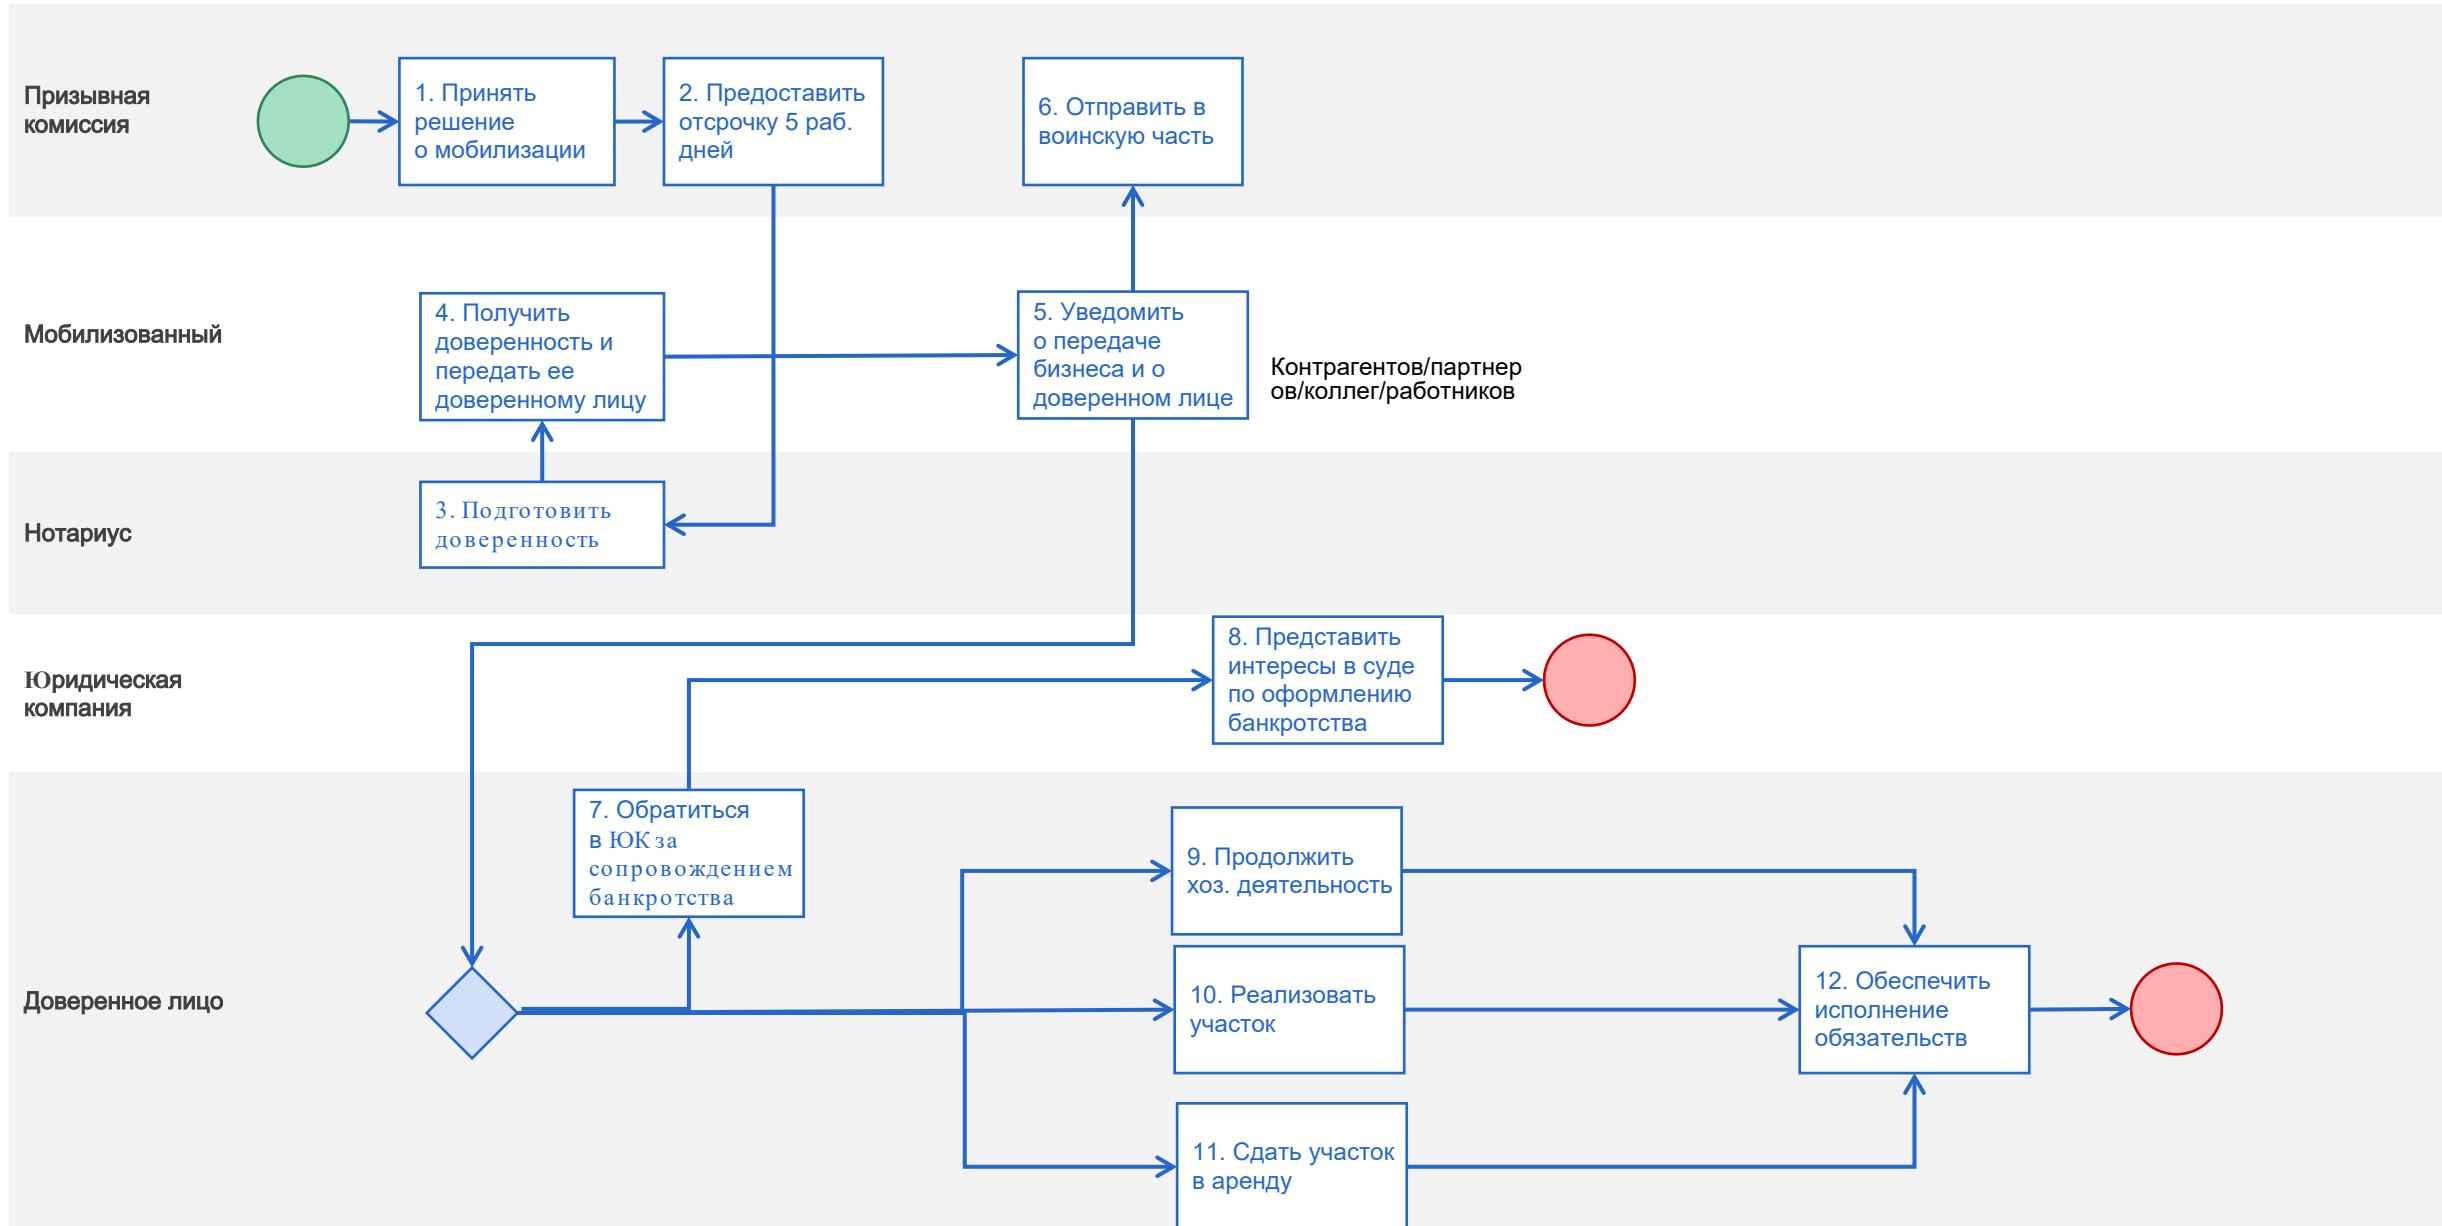 Призывная
комиссия
1. Принять
решение
о мобилизации
2. Предоставить
отсрочку 5 раб.
дней
6. Отправить в
воинскую часть
Мобилизованный
4. Получить
доверенность и
передать ее
доверенному лицу
5. Уведомить
о передаче
бизнеса и о
доверенном лице
Контрагентов/партнер
ов/коллег/работников
Нотариус
3. Подготовить
доверенность
Юридическая
компания
8. Представить
интересы в суде
по оформлению
банкротства
Доверенное лицо
7. Обратиться
в ЮК за
сопровождением
банкротства
9. Продолжить
хоз. деятельность
10. Реализовать
участок
11. Сдать участок
в аренду
12. Обеспечить
исполнение
обязательств